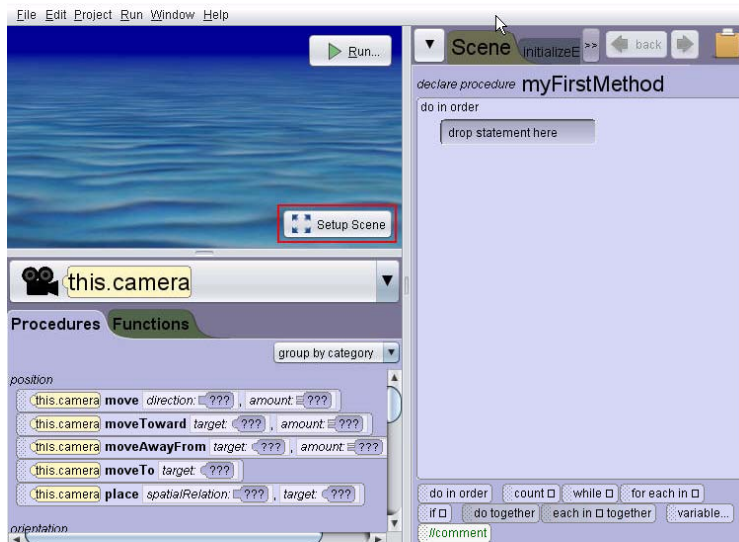 File Edit Project Run Window Help
Run...
Setup Scene
this.camera
Procedures Functions
group by category
position
this.camera move direction: ??? , amount: ???
this.camera moveToward target: ??? , amount: ???
this.camera moveAwayFrom target: ??? , amount: ???
this.camera moveTo target: ???
this.camera place spatialRelation: ??? , target: ???
orientation
Scene initializeE >> back
declare procedure myFirstMethod
do in order
drop statement here
do in order count while for each in
if do together each in together variable...
//comment